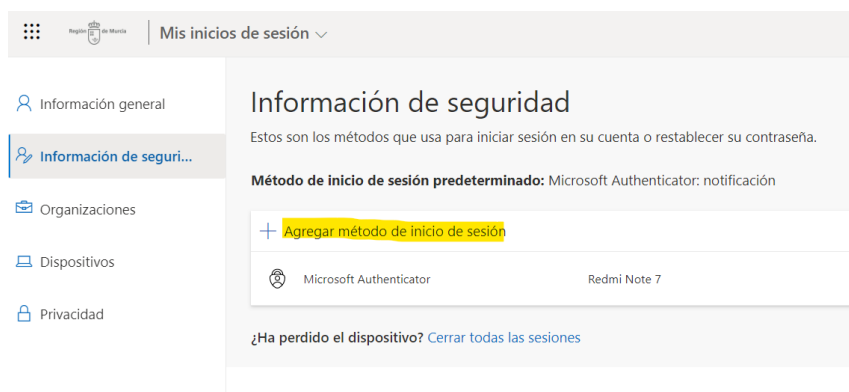 Región de Murcia
Mis inicios de sesión
Información general
Información de seguri...
Organizaciones
Dispositivos
Privacidad
Información de seguridad
Estos son los métodos que usa para iniciar sesión en su cuenta o restablecer su contraseña.
Método de inicio de sesión predeterminado: Microsoft Authenticator: notificación
Agregar método de inicio de sesión
Microsoft Authenticator Redmi Note 7
¿Ha perdido el dispositivo? Cerrar todas las sesiones